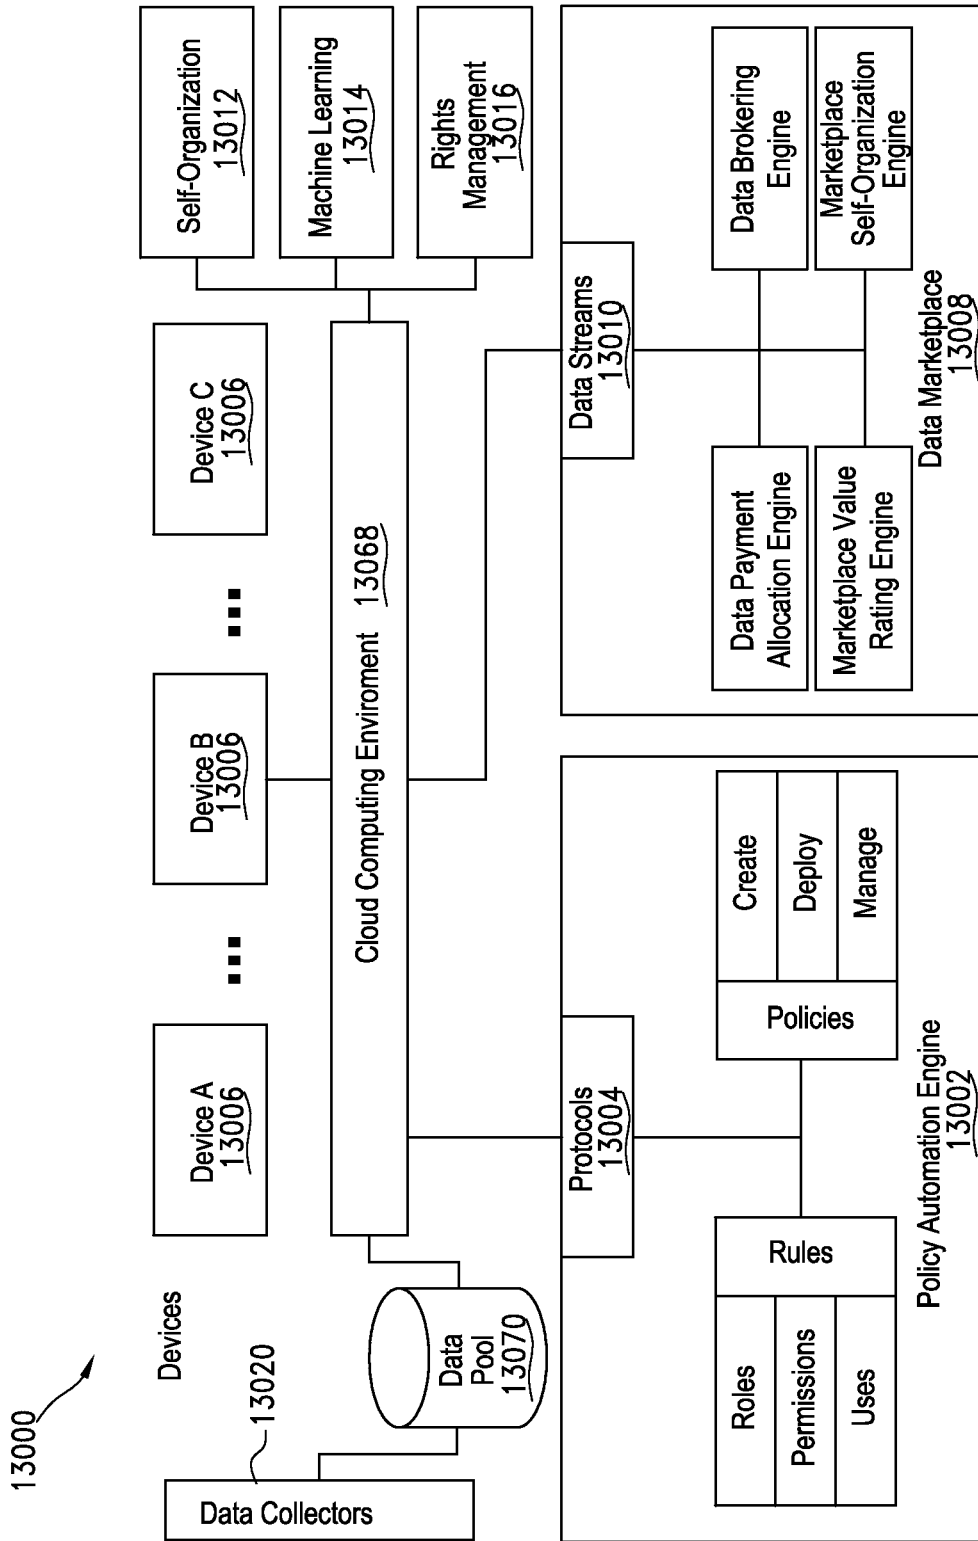 13000
Devices
Device A
13006
...
Device B
13006
...
Device C
13006
Self-Organization
13012
Machine Learning
13014
Rights
Management
13016
Data Collectors
13020
Data
Pool
13070
Cloud Computing Enviroment 13068
Protocols
13004
Roles
Permissions
Uses
Rules
Policies
Create
Deploy
Manage
Policy Automation Engine
13002
Data Streams
13010
Data Payment
Allocation Engine
Data Brokering
Engine
Marketplace Value
Rating Engine
Marketplace
Self-Organization
Engine
Data Marketplace
13008